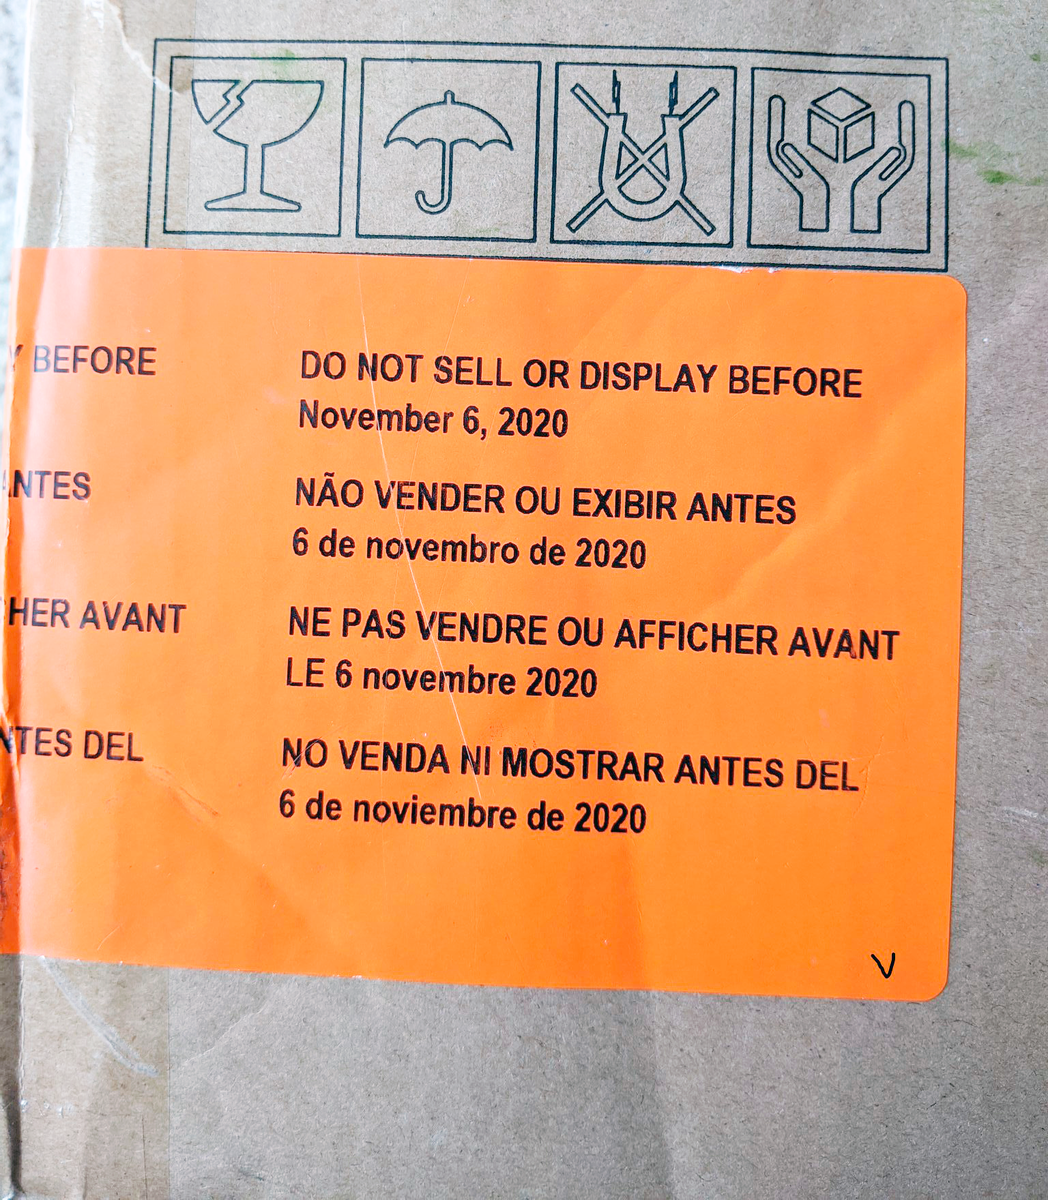 BEFORE
ANTES
HER AVANT
TES DEL
DO NOT SELL OR DISPLAY BEFORE
November 6, 2020
NÃO VENDER OU EXIBIR ANTES
6 de novembro de 2020
NE PAS VENDRE OU AFFICHER AVANT
LE 6 novembre 2020
NO VENDA NI MOSTRAR ANTES DEL
6 de noviembre de 2020
V